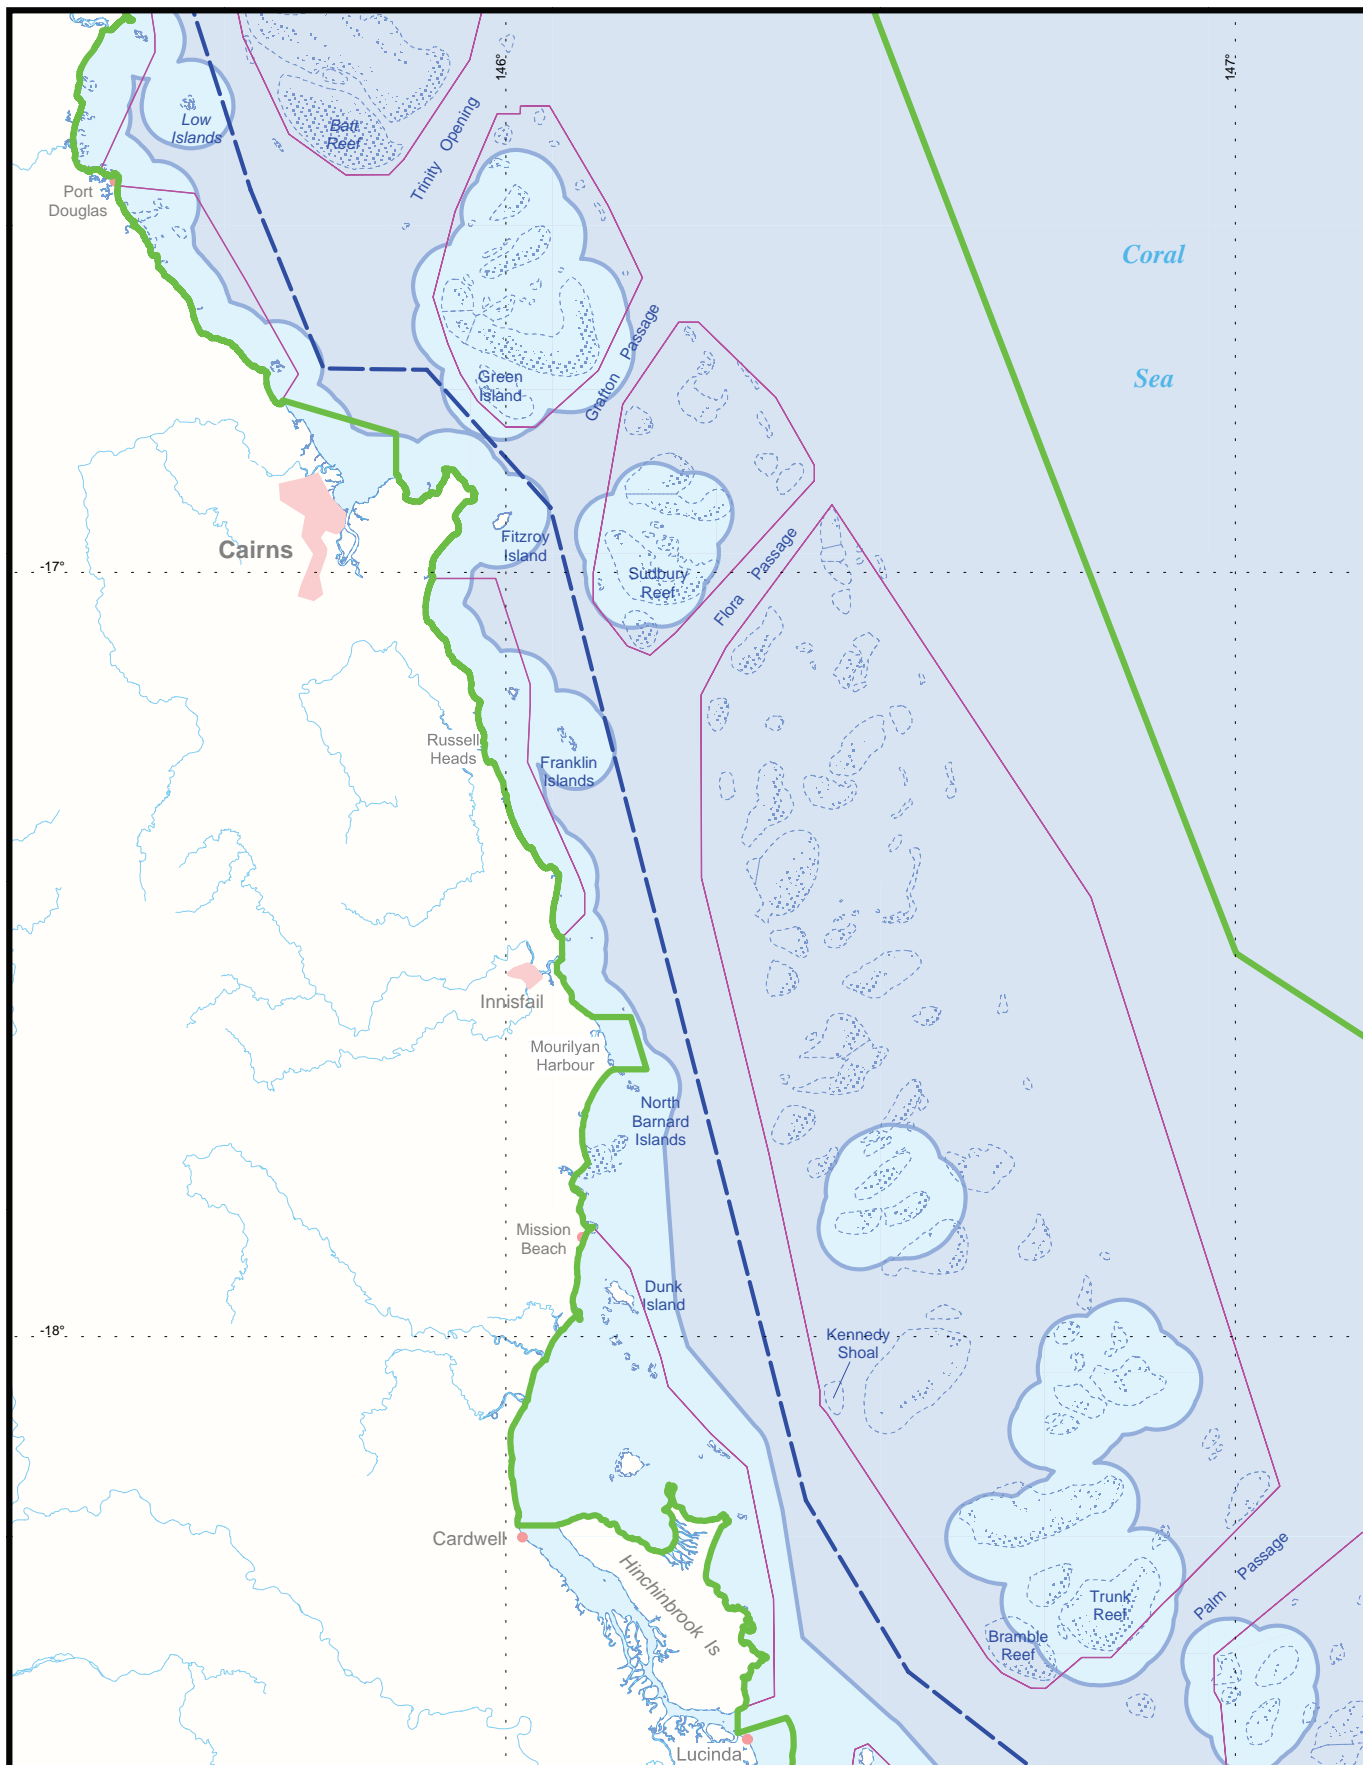 146°
147°
Low
Islands
Batt
Reef
Trinity Opening
Port
Douglas
Coral
Sea
Grafton Passage
Green
Island
Cairns
Fitzroy
Island
-17°
Sudbury
Reef
Flora Passage
Russell
Heads
Franklin
Islands
Innisfail
Mourilyan
Harbour
North
Barnard
Islands
Mission
Beach
Dunk
Island
-18°
Kennedy
Shoal
Cardwell
Hinchinbrook Is
Palm Passage
Trunk
Reef
Bramble
Reef
Lucinda